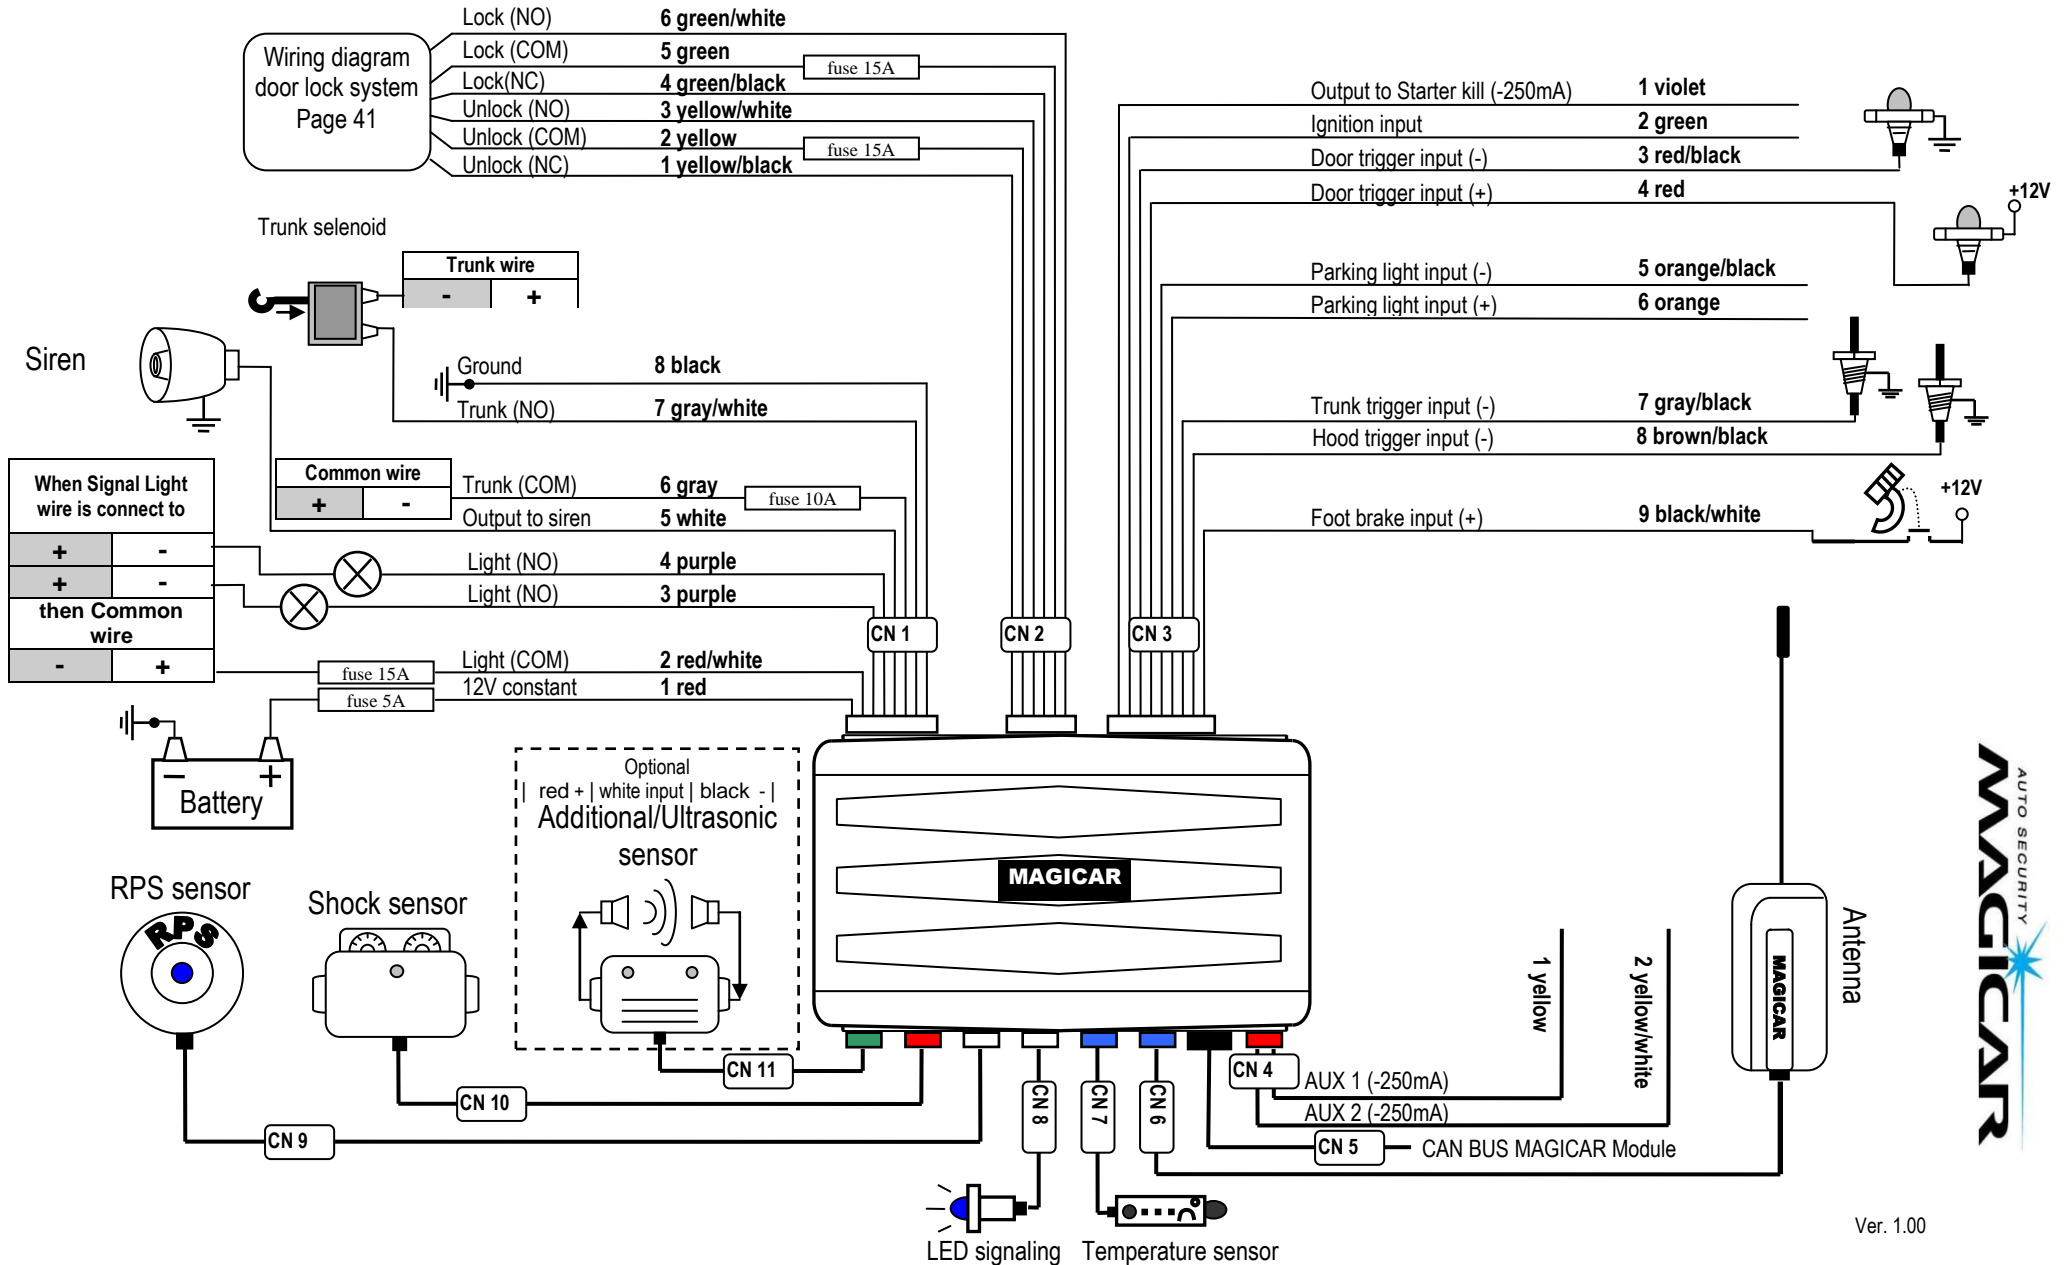 Lock (NO) 6 green/white
Lock (COM) 5 green
fuse 15A
Lock(NC) 4 green/black
Unlock (NO) 3 yellow/white
Unlock (COM) 2 yellow
fuse 15A
Unlock (NC) 1 yellow/black
Wiring diagram
door lock system
Page 41
Output to Starter kill (-250mA) 1 violet
Ignition input 2 green
Door trigger input (-) 3 red/black
Door trigger input (+) 4 red
+12V
Parking light input (-) 5 orange/black
Parking light input (+) 6 orange
Trunk trigger input (-) 7 gray/black
Hood trigger input (-) 8 brown/black
Foot brake input (+) 9 black/white
+12V
Trunk selenoid
Trunk wire
- +
Siren
Ground 8 black
Trunk (NO) 7 gray/white
Common wire
+ -
Trunk (COM) 6 gray
fuse 10A
Output to siren 5 white
Light (NO) 4 purple
Light (NO) 3 purple
When Signal Light
wire is connect to
+ -
+ -
then Common
wire
- +
fuse 15A
Light (COM) 2 red/white
fuse 5A
12V constant 1 red
CN 1
CN 2
CN 3
− +
Battery
Optional
| red + | white input | black - |
Additional/Ultrasonic
sensor
MAGICAR
RPS sensor
RPS
Shock sensor
CN 11
CN 10
CN 9
CN 8
CN 7
CN 6
CN 4
AUX 1 (-250mA)
AUX 2 (-250mA)
1 yellow
2 yellow/white
CN 5
CAN BUS MAGICAR Module
MAGICAR
Antenna
AUTO SECURITY
MAGICAR
LED signaling
Temperature sensor
Ver. 1.00